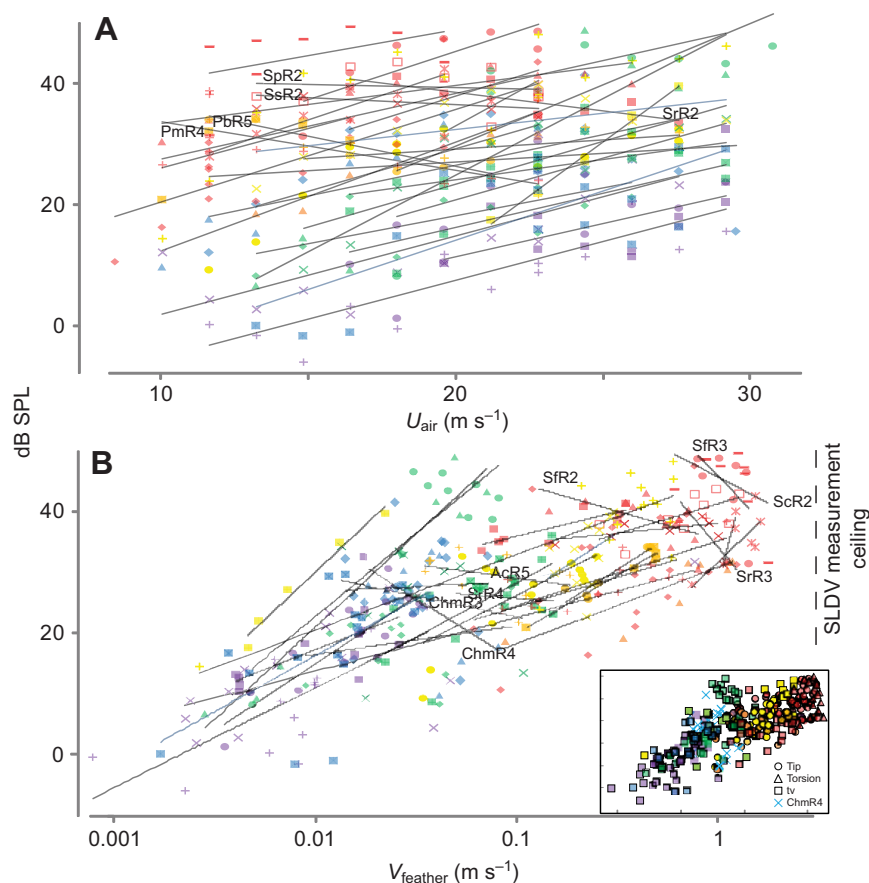 A
40
20
0
SpR2
SsR2
PmR4
PbR5
SrR2
10
20
30
U air (m s⁻¹)
dB SPL
B
40
20
0
SfR3
SfR2
ScR2
AcR5
SrR4
ChmR3
ChmR4
SrR3
SLDV measurement
ceiling
Tip
Torsion
tv
ChmR4
0.001
0.01
0.1
1
V feather (m s⁻¹)